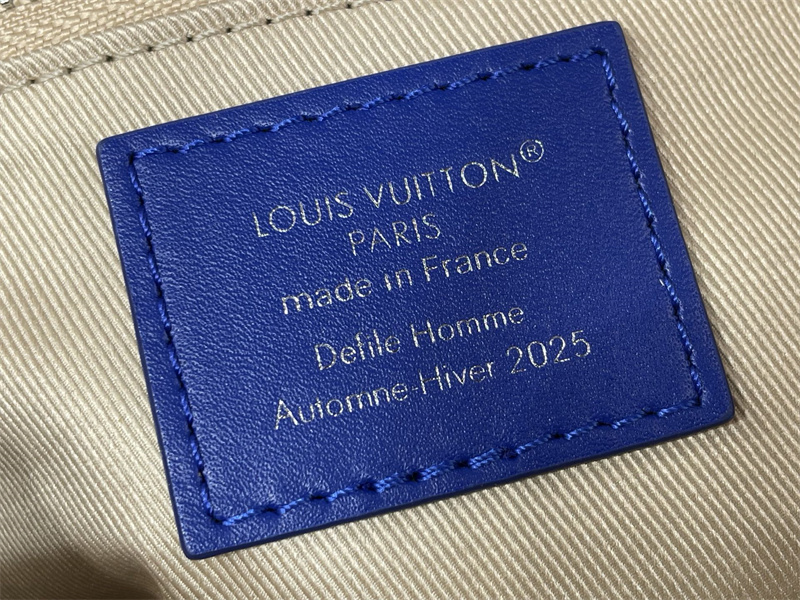 LOUIS VUITTON®
PARIS
made in France
Defile Homme
Automne-Hiver 2025